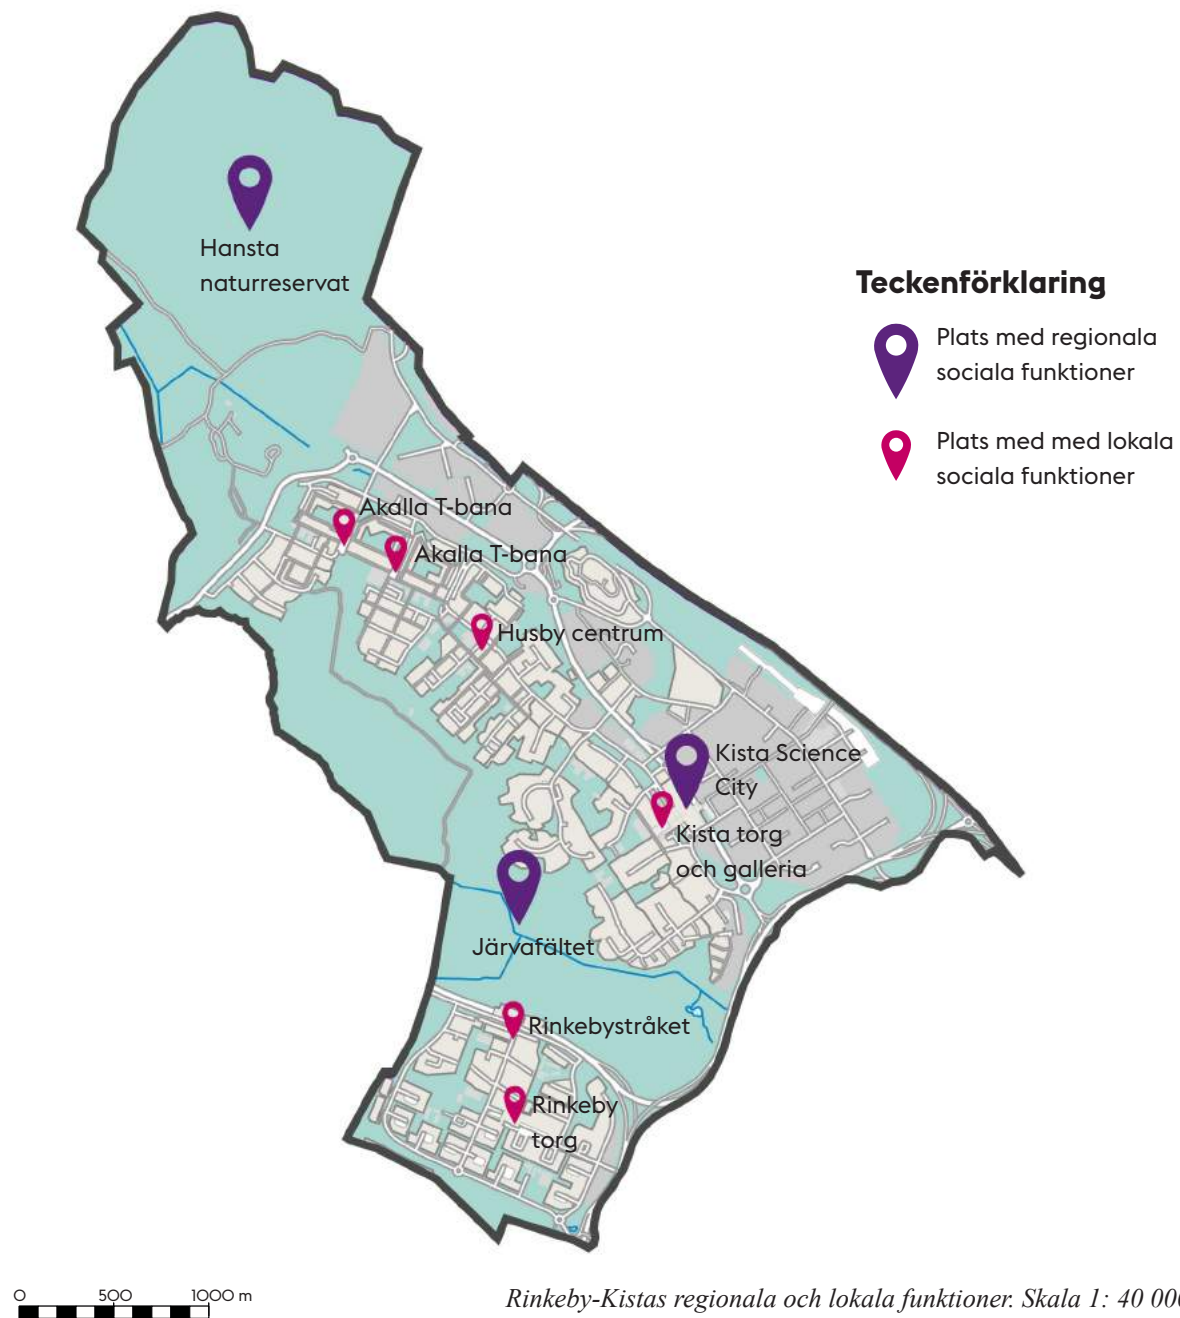 Hansta
naturreservat
Teckenförklaring
Plats med regionala
sociala funktioner
Plats med med lokala
sociala funktioner
Akalla T-bana
Akalla T-bana
Husby centrum
Kista Science
City
Kista torg
och galleria
Järvafältet
Rinkebystråket
Rinkeby
torg
0 500 1000 m
Rinkeby-Kistas regionala och lokala funktioner. Skala 1: 40 000